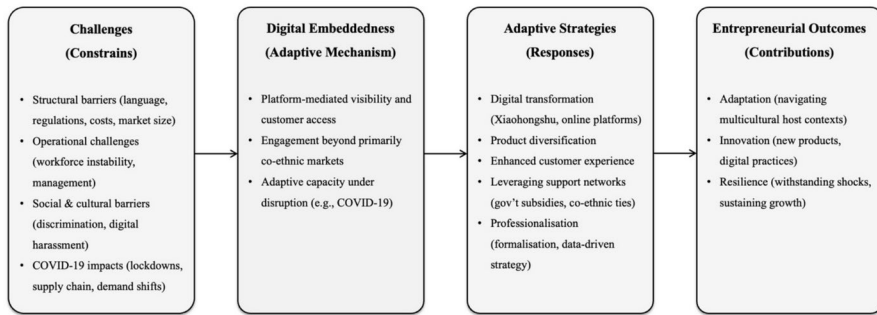 Challenges
(Constrains)
• Structural barriers (language,
regulations, costs, market size)
• Operational challenges
(workforce instability,
management)
• Social & cultural barriers
(discrimination, digital
harassment)
• COVID-19 impacts (lockdowns,
supply chain, demand shifts)
Digital Embeddedness
(Adaptive Mechanism)
• Platform-mediated visibility and
customer access
• Engagement beyond primarily
co-ethnic markets
• Adaptive capacity under
disruption (e.g., COVID-19)
Adaptive Strategies
(Responses)
• Digital transformation
(Xiaohongshu, online platforms)
• Product diversification
• Enhanced customer experience
• Leveraging support networks
(gov't subsidies, co-ethnic ties)
• Professionalisation
(formalisation, data-driven
strategy)
Entrepreneurial Outcomes
(Contributions)
• Adaptation (navigating
multicultural host contexts)
• Innovation (new products,
digital practices)
• Resilience (withstanding shocks,
sustaining growth)